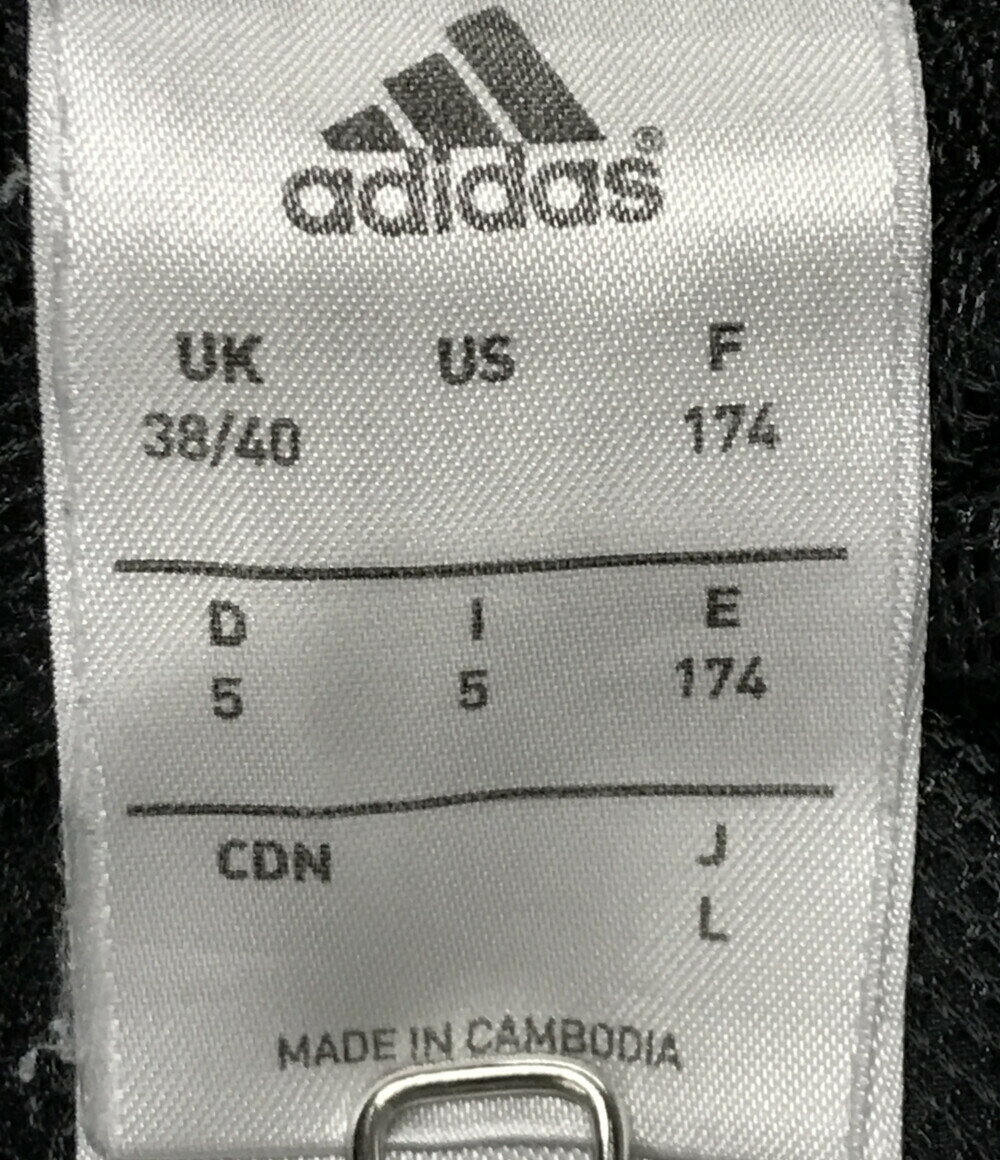 adidas®
UK US F
38/40 174
D I E
5 5 174
CDN J
L
MADE IN CAMBODIA